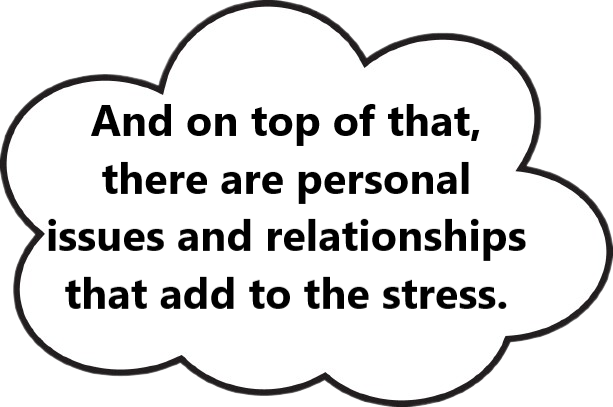 And on top of that,
there are personal
issues and relationships
that add to the stress.